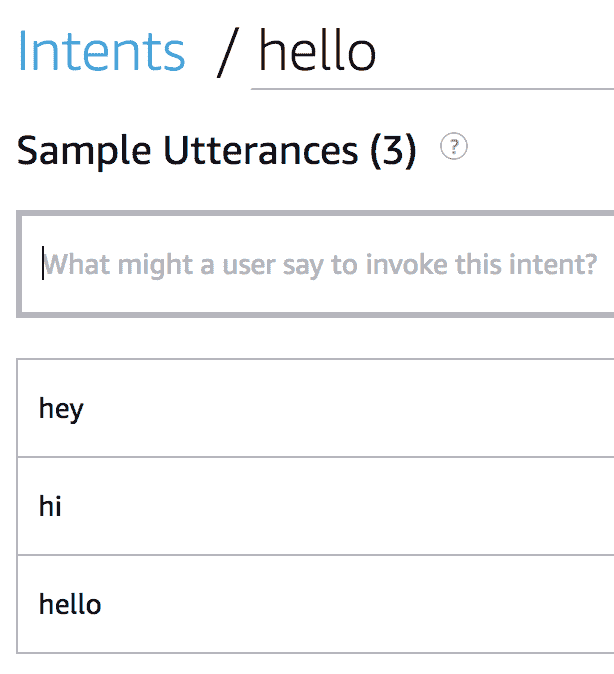 Intents / hello
Sample Utterances (3) ?
What might a user say to invoke this intent?
hey
hi
hello